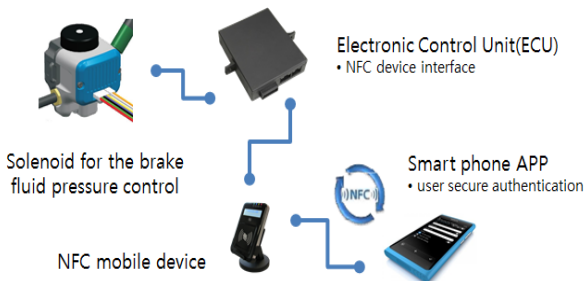 Electronic Control Unit(ECU)
• NFC device interface
Solenoid for the brake
fluid pressure control
Smart phone APP
• user secure authentication
NFC
NFC mobile device